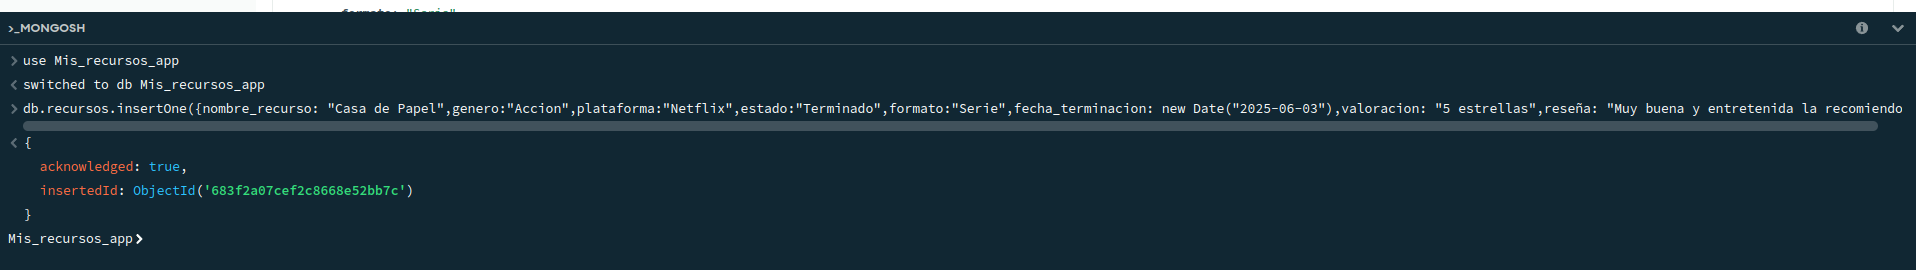 formato: "Serie"
>_MONGOSH
> use Mis_recursos_app
< switched to db Mis_recursos_app
> db.recursos.insertOne({nombre_recurso: "Casa de Papel",genero:"Accion",plataforma:"Netflix",estado:"Terminado",formato:"Serie",fecha_terminacion: new Date("2025-06-03"),valoracion: "5 estrellas",reseña: "Muy buena y entretenida la recomiendo
< {
acknowledged: true,
insertedId: ObjectId('683f2a07cef2c8668e52bb7c')
}
Mis_recursos_app>